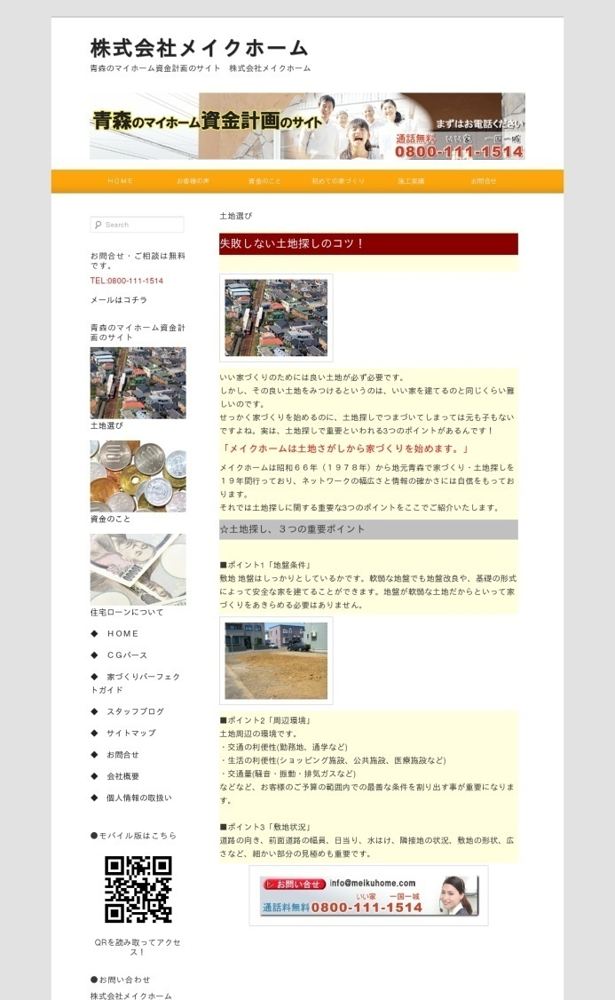 株式会社メイクホーム
青森のマイホーム資金計画のサイト　株式会社メイクホーム
青森のマイホーム資金計画のサイト
まずはお電話ください
通話無料
一国一城
0800-111-1514
ＨＯＭＥ
お客様の声
資金のこと
初めての家づくり
施工実績
お問合せ
Search
お問合せ・ご相談は無料
です。
TEL:0800-111-1514
メールはコチラ
青森のマイホーム資金計
画のサイト
土地選び
資金のこと
住宅ローンについて
◆　ＨＯＭＥ
◆　ＣＧパース
◆　家づくりパーフェク
トガイド
◆　スタッフブログ
◆　サイトマップ
◆　お問合せ
◆　会社概要
◆　個人情報の取扱い
●モバイル版はこちら
QRを読み取ってアクセ
ス！
●お問い合わせ
株式会社メイクホーム
土地選び
失敗しない土地探しのコツ！
いい家づくりのためには良い土地が必ず必要です。
しかし、その良い土地をみつけるというのは、いい家を建てるのと同じくらい難
しいのです。
せっかく家づくりを始めるのに、土地探しでつまづいてしまっては元も子もない
ですよね。実は、土地探しで重要といわれる3つのポイントがあるんです！
「メイクホームは土地さがしから家づくりを始めます。」
メイクホームは昭和６６年（１９７８年）から地元青森で家づくり・土地探しを
１９年間行っており、ネットワークの幅広さと情報の確かさには自信をもってお
ります。
それでは土地探しに関する重要な3つのポイントをここでご紹介いたします。
☆土地探し、３つの重要ポイント
■ポイント1「地盤条件」
敷地 地盤はしっかりとしているかです。軟弱な地盤でも地盤改良や、基礎の形式
によって安全な家を建てることができます。地盤が軟弱な土地だからといって家
づくりをあきらめる必要はありません。
■ポイント2「周辺環境」
土地周辺の環境です。
・交通の利便性(勤務地、通学など)
・生活の利便性(ショッピング施設、公共施設、医療施設など)
・交通量(騒音・振動・排気ガスなど)
などなど、お客様のご予算の範囲内での最善な条件を割り出す事が重要になりま
す。
■ポイント3「敷地状況」
道路の向き、前面道路の幅員、日当り、水はけ、隣接地の状況、敷地の形状、広
さなど、細かい部分の見極めも重要です。
お問い合せ info@meikuhome.com
いい家　一国一城
通話料無料 0800-111-1514